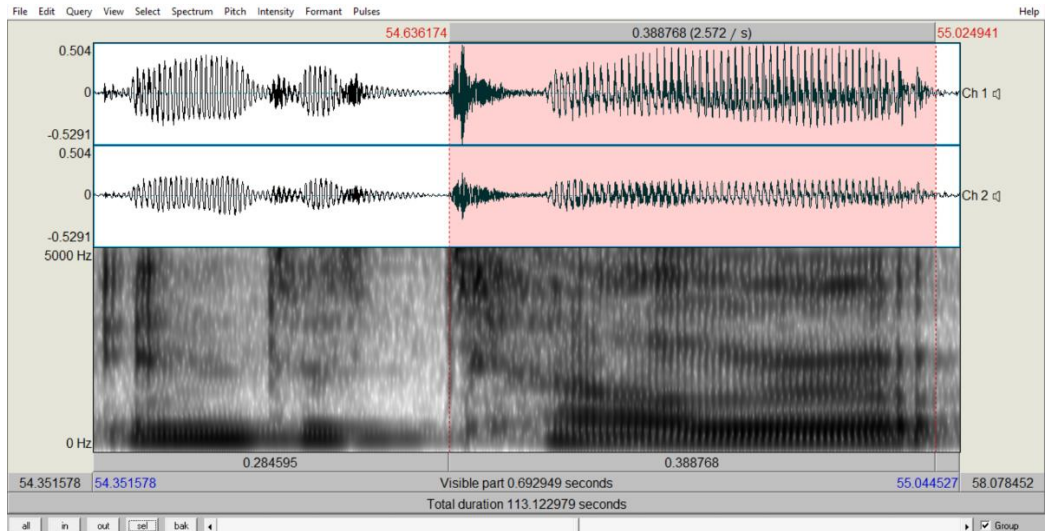 File Edit Query View Select Spectrum Pitch Intensity Formant Pulses Help
54.636174 0.388768 (2.572 / s) 55.024941
0.504
0 Ch 1
-0.5291
0.504
0 Ch 2
-0.5291
5000 Hz
0 Hz
0.284595 0.388768
54.351578 54.351578 Visible part 0.692949 seconds 55.044527 58.078452
Total duration 113.122979 seconds
all in out sel bak Group